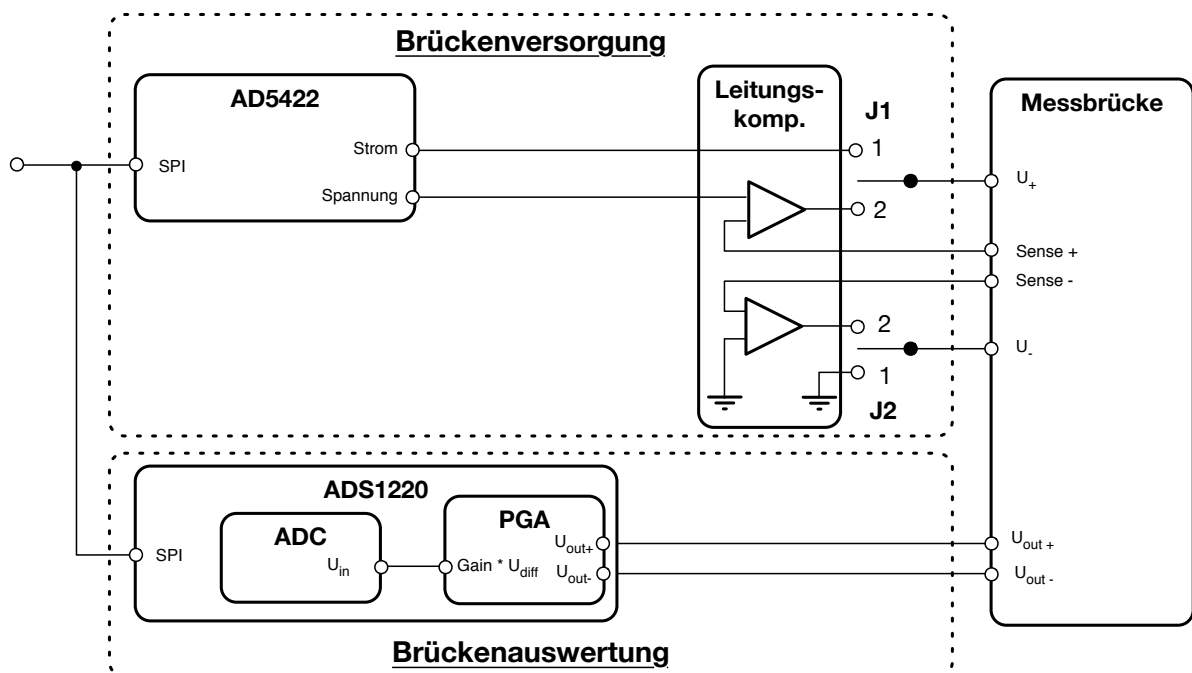 Brückenversorgung
AD5422
SPI
Strom
Spannung
Leitungs-
komp.
J1
1
2
2
1
J2
Messbrücke
U+
Sense +
Sense -
U-
Uout +
Uout -
ADS1220
SPI
ADC
Uin
PGA
Gain * Udiff
Uout+
Uout-
Brückenauswertung